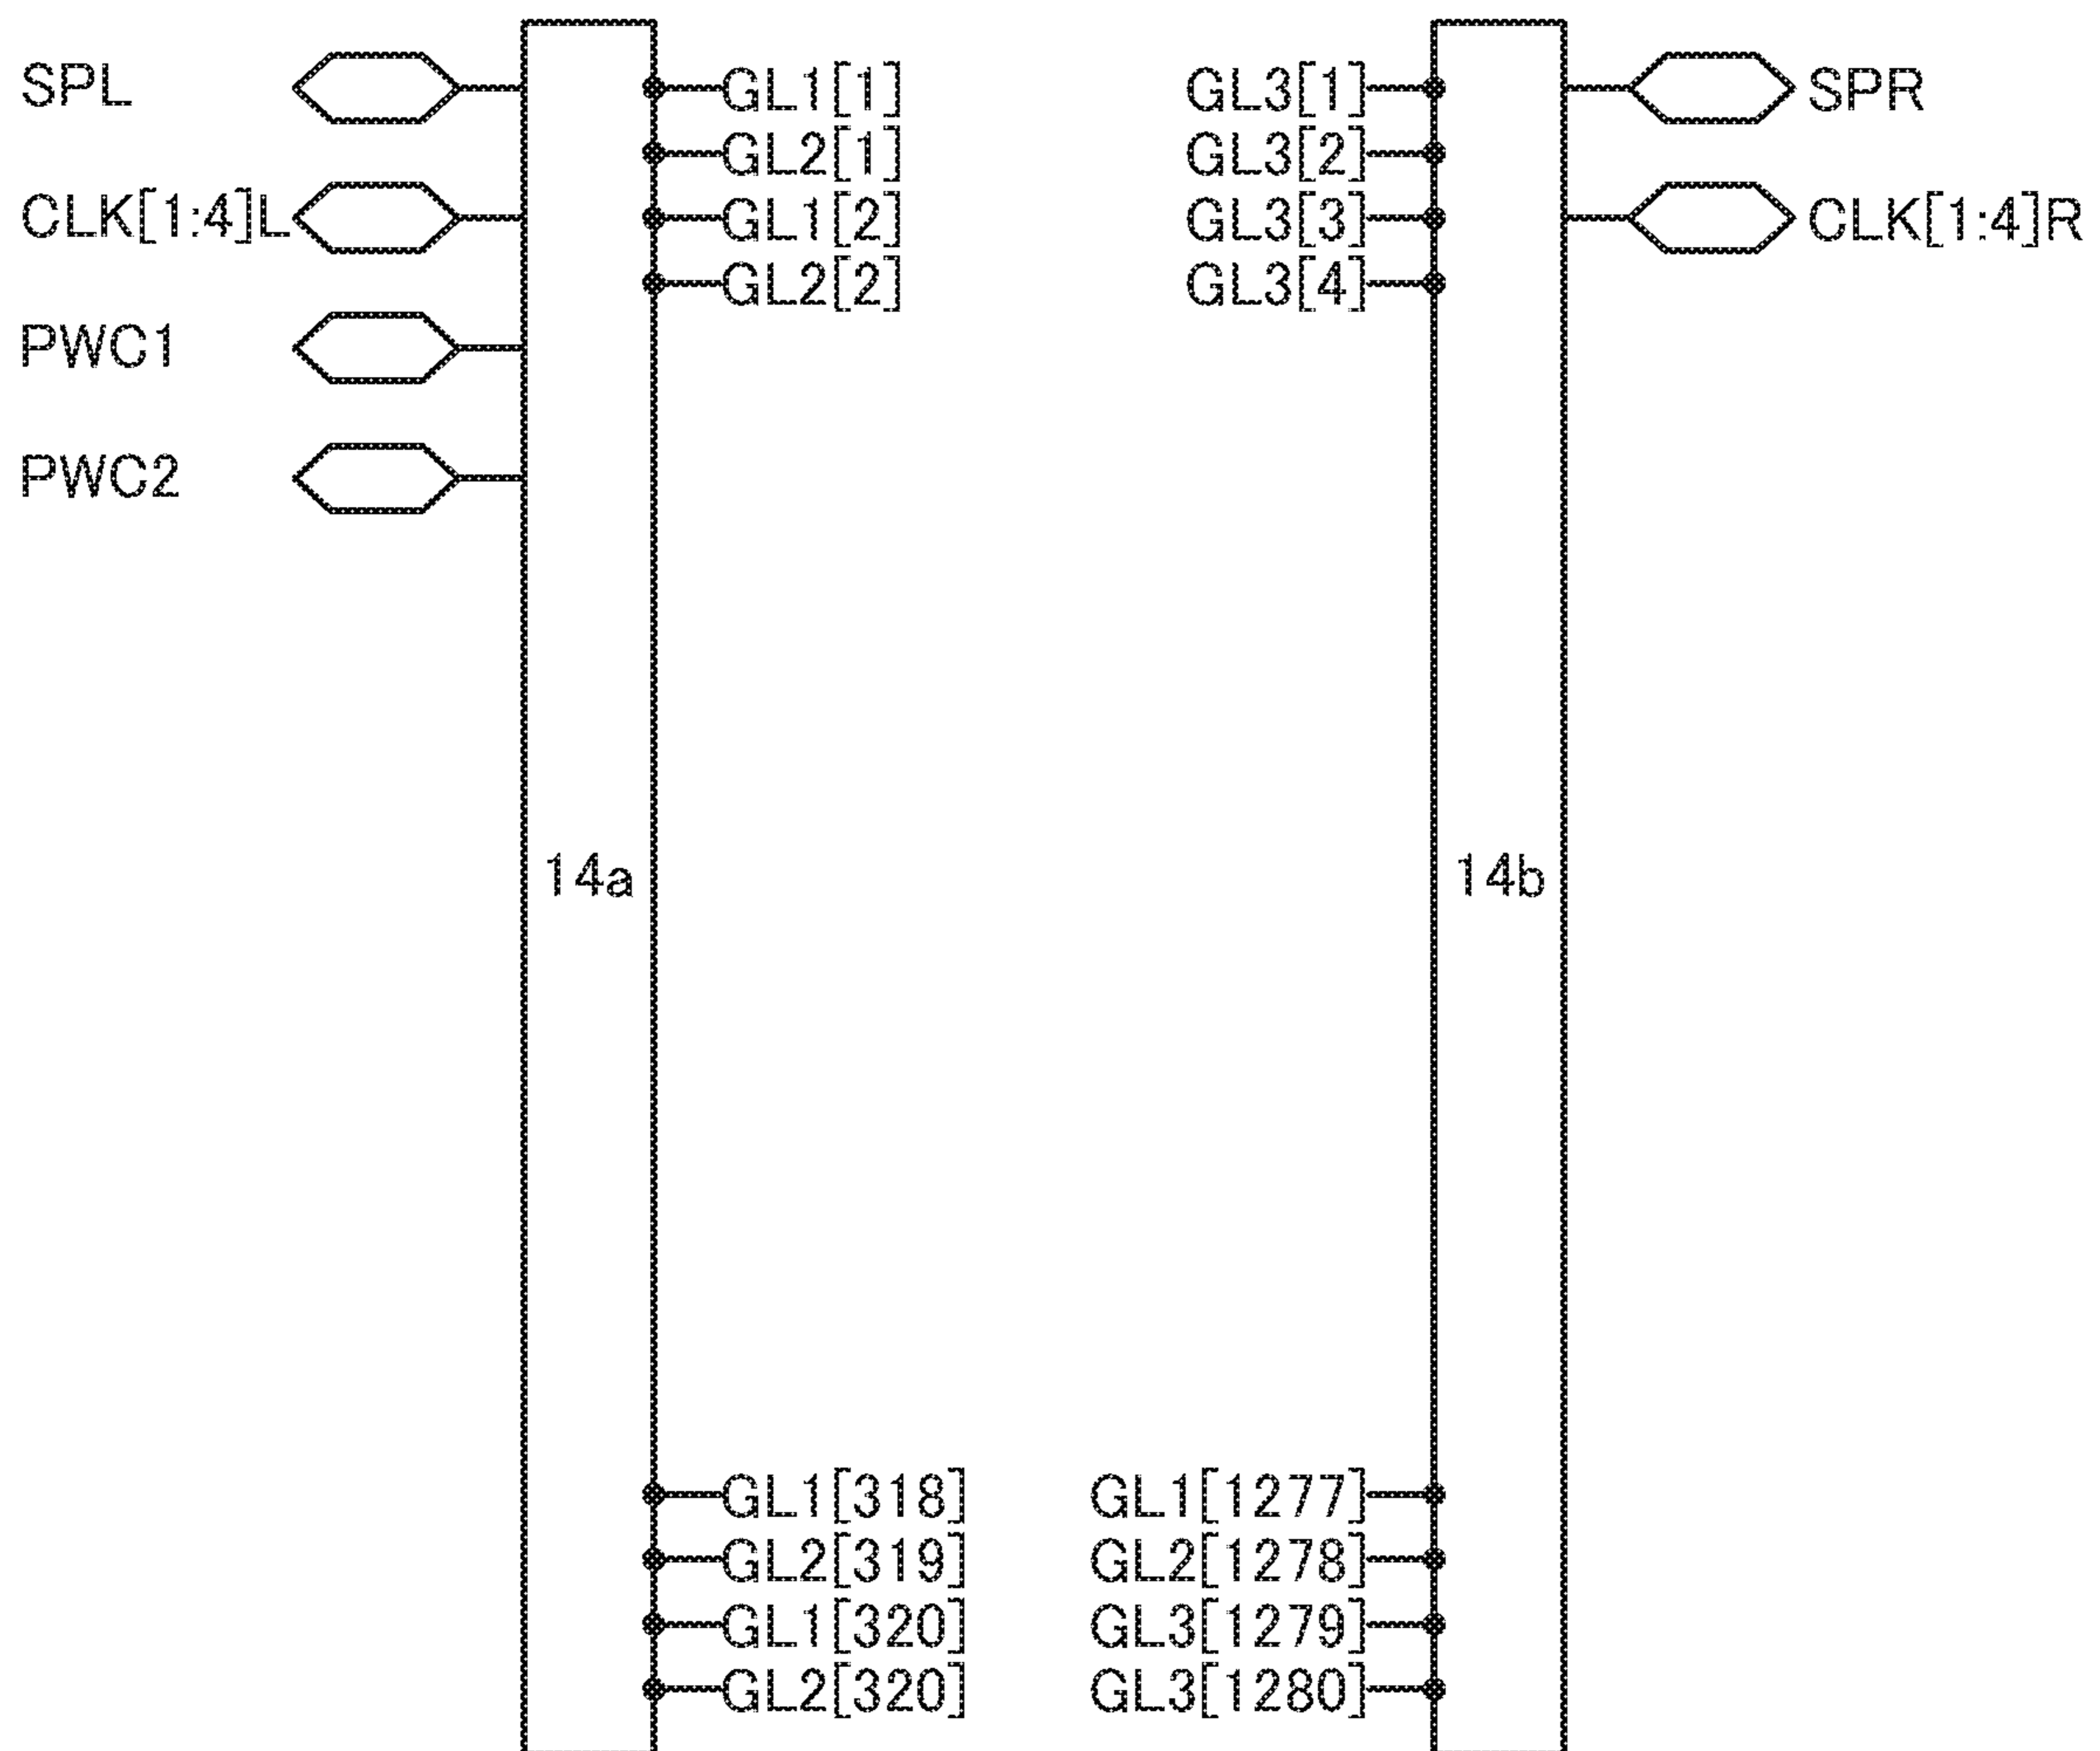 SPL
CLK[1:4]L
PWC1
PWC2
14a
GL1[1]
GL2[1]
GL1[2]
GL2[2]
GL1[318]
GL2[319]
GL1[320]
GL2[320]
GL3[1]
GL3[2]
GL3[3]
GL3[4]
GL1[1277]
GL2[1278]
GL3[1279]
GL3[1280]
14b
SPR
CLK[1:4]R